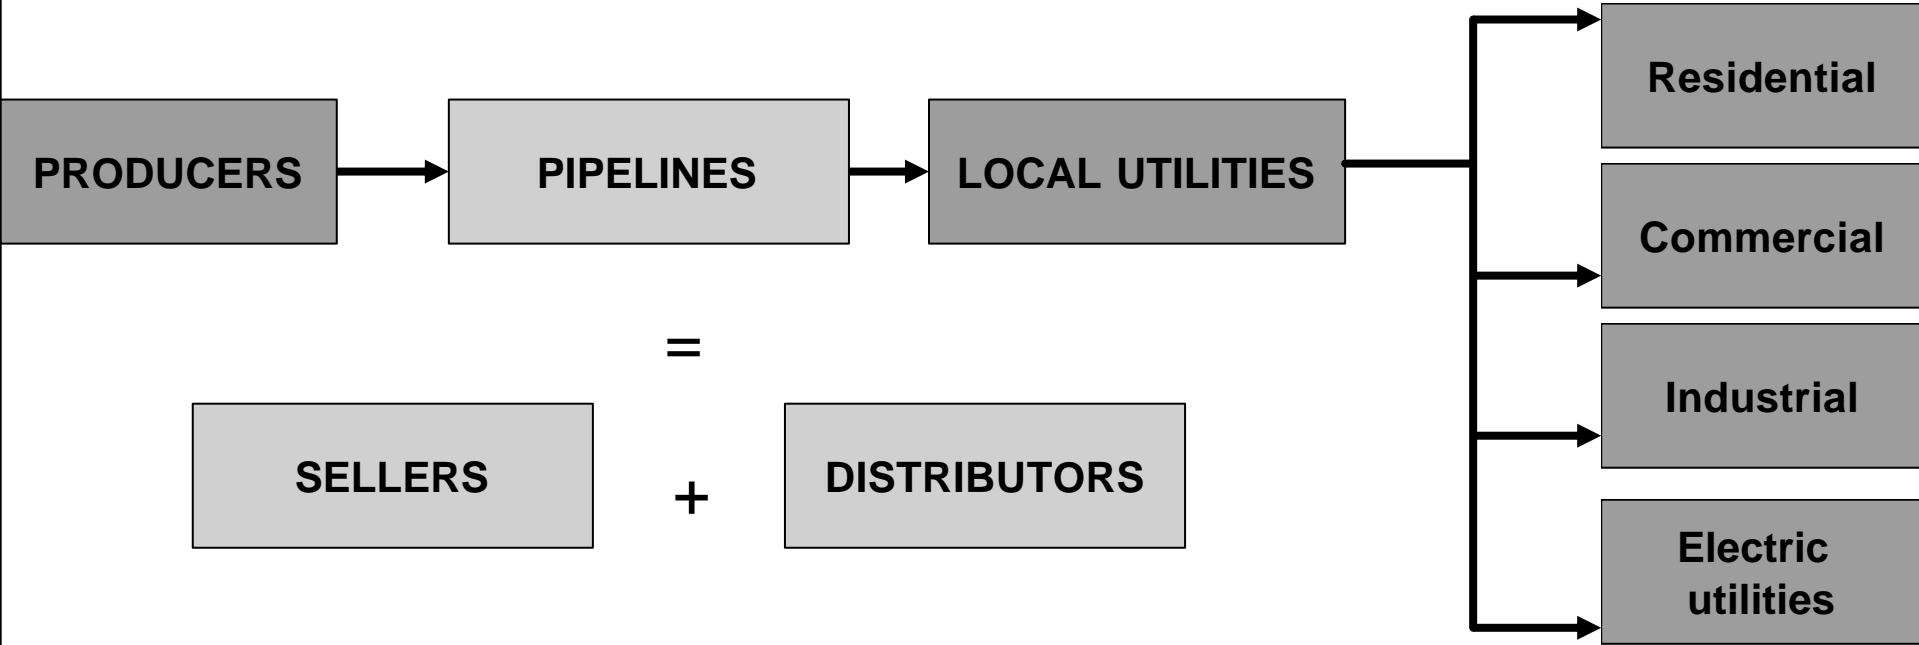 PRODUCERS
PIPELINES
LOCAL UTILITIES
=
SELLERS
+
DISTRIBUTORS
Residential
Commercial
Industrial
Electric
utilities